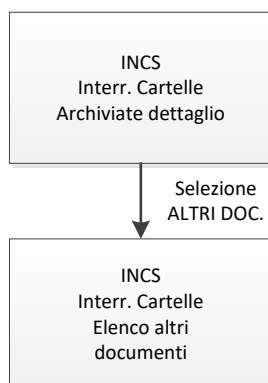 INCS
Interr. Cartelle
Archiviate dettaglio
Selezione
ALTRI DOC.
INCS
Interr. Cartelle
Elenco altri
documenti